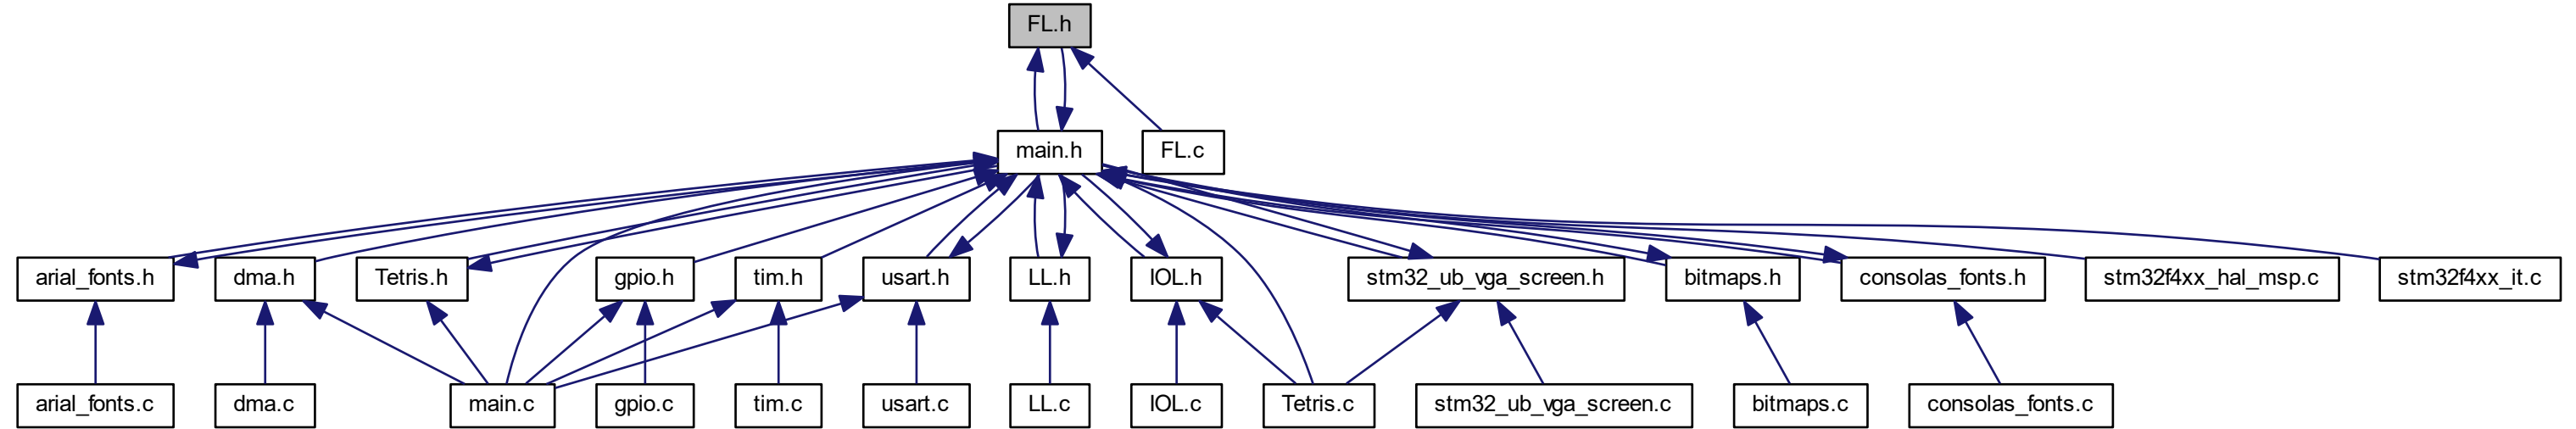 FL.h
main.h
FL.c
arial_fonts.h
dma.h
Tetris.h
gpio.h
tim.h
usart.h
LL.h
IOL.h
stm32_ub_vga_screen.h
bitmaps.h
consolas_fonts.h
stm32f4xx_hal_msp.c
stm32f4xx_it.c
arial_fonts.c
dma.c
main.c
gpio.c
tim.c
usart.c
LL.c
IOL.c
Tetris.c
stm32_ub_vga_screen.c
bitmaps.c
consolas_fonts.c